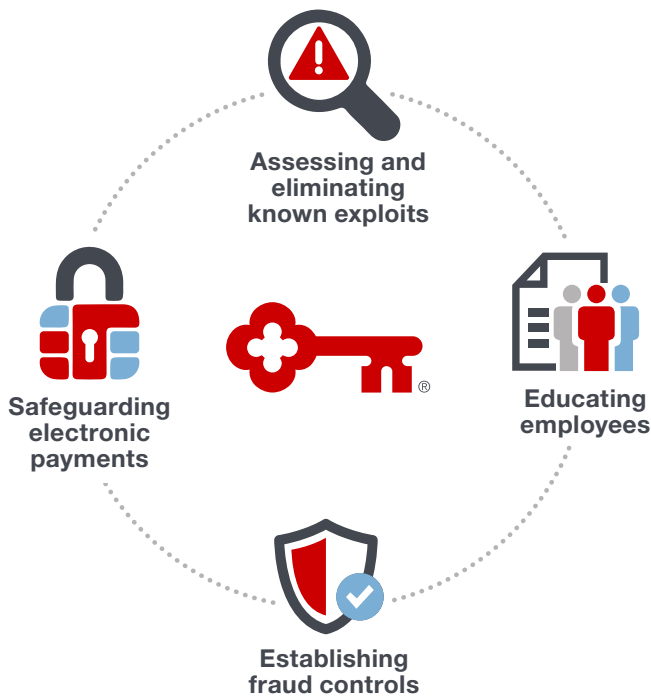 Assessing and
eliminating
known exploits
Safeguarding
electronic
payments
®
Educating
employees
Establishing
fraud controls